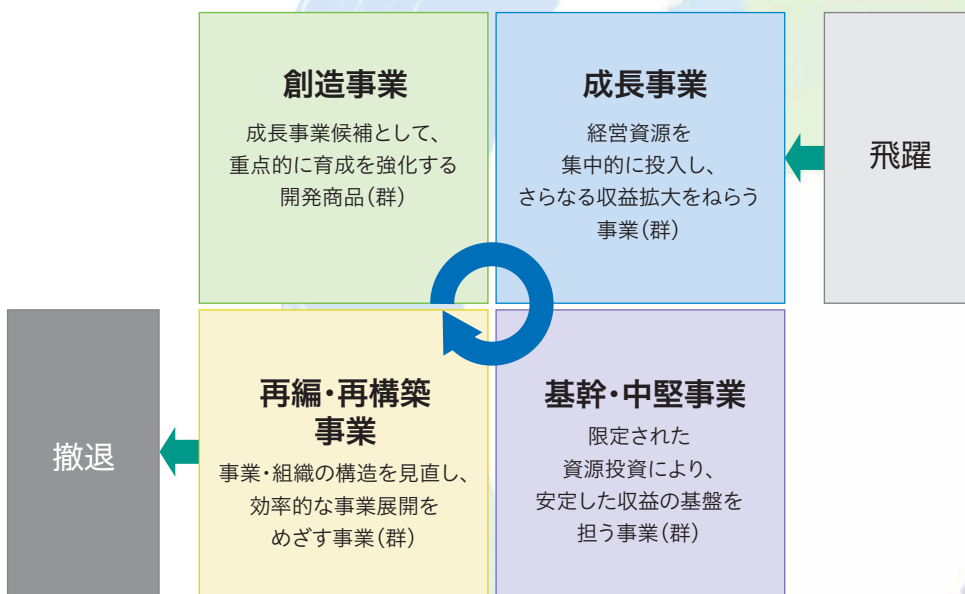 創造事業
成長事業候補として、
重点的に育成を強化する
開発商品(群)
成長事業
経営資源を
集中的に投入し、
さらなる収益拡大をねらう
事業(群)
飛躍
撤退
再編・再構築
事業
事業・組織の構造を見直し、
効率的な事業展開を
めざす事業(群)
基幹・中堅事業
限定された
資源投資により、
安定した収益の基盤を
担う事業(群)